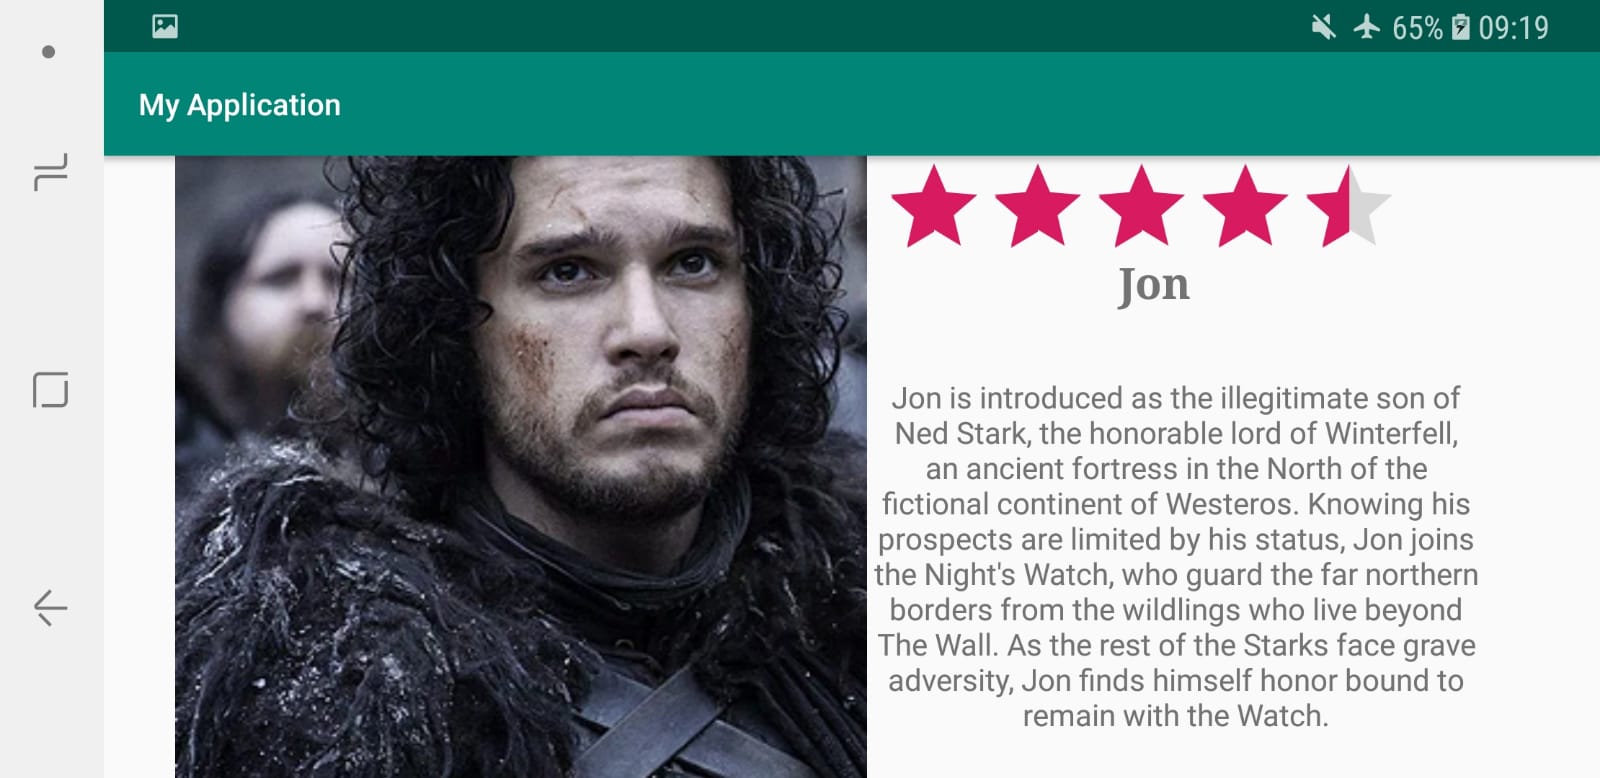 65% 09:19
My Application
Jon
Jon is introduced as the illegitimate son of
Ned Stark, the honorable lord of Winterfell,
an ancient fortress in the North of the
fictional continent of Westeros. Knowing his
prospects are limited by his status, Jon joins
the Night's Watch, who guard the far northern
borders from the wildlings who live beyond
The Wall. As the rest of the Starks face grave
adversity, Jon finds himself honor bound to
remain with the Watch.